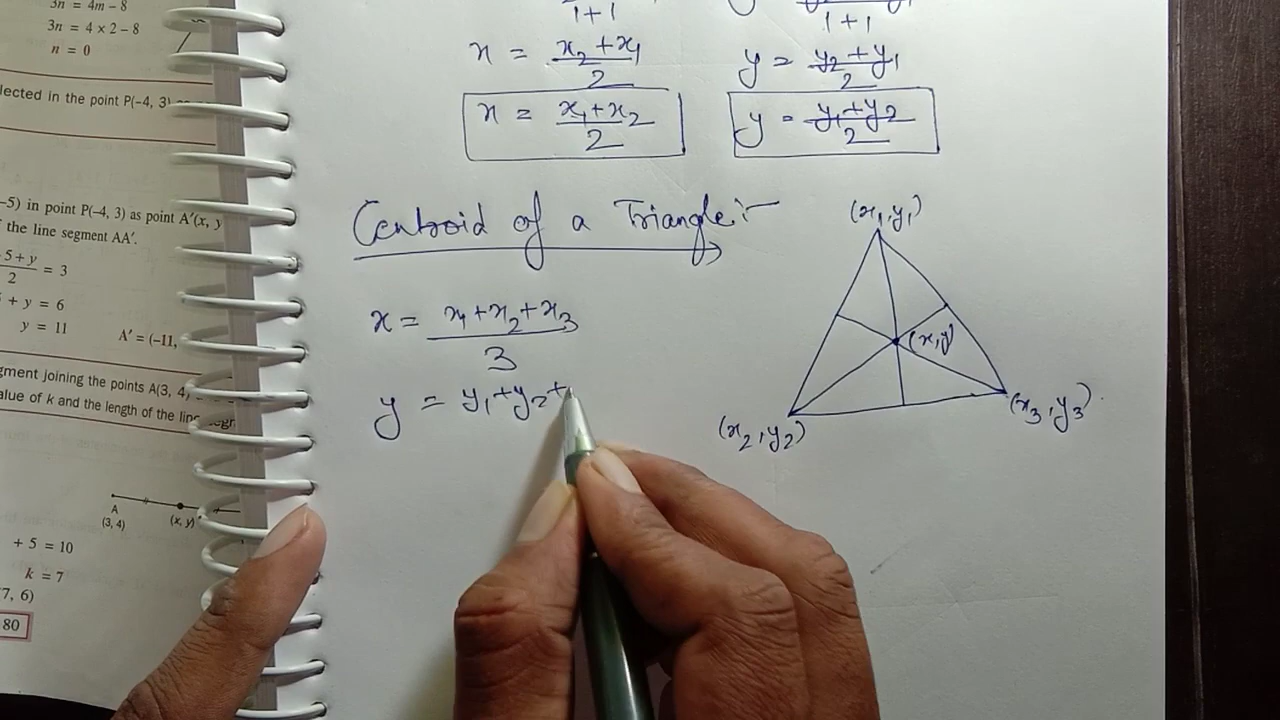 3n = 4m – 8
3n = 4 × 2 – 8
n = 0
lected in the point P(–4, 3)
–5) in point P(–4, 3) as point A′(x, y
f the line segment AA′.
5 + y / 2 = 3
+ y = 6
y = 11 A′ = (–11,
gment joining the points A(3, 4)
alue of k and the length of the line segm
A
(3, 4) (x, y)
+ 5 = 10
k = 7
7, 6)
80
1+1 1+1
x = x₂+x₁ / 2 y = y₂+y₁ / 2
x = x₁+x₂ / 2 y = y₁+y₂ / 2
Centroid of a Triangle:-
x = x₁+x₂+x₃ / 3
y = y₁+y₂+
(x₁,y₁)
(x,y)
(x₂,y₂)
(x₃,y₃)